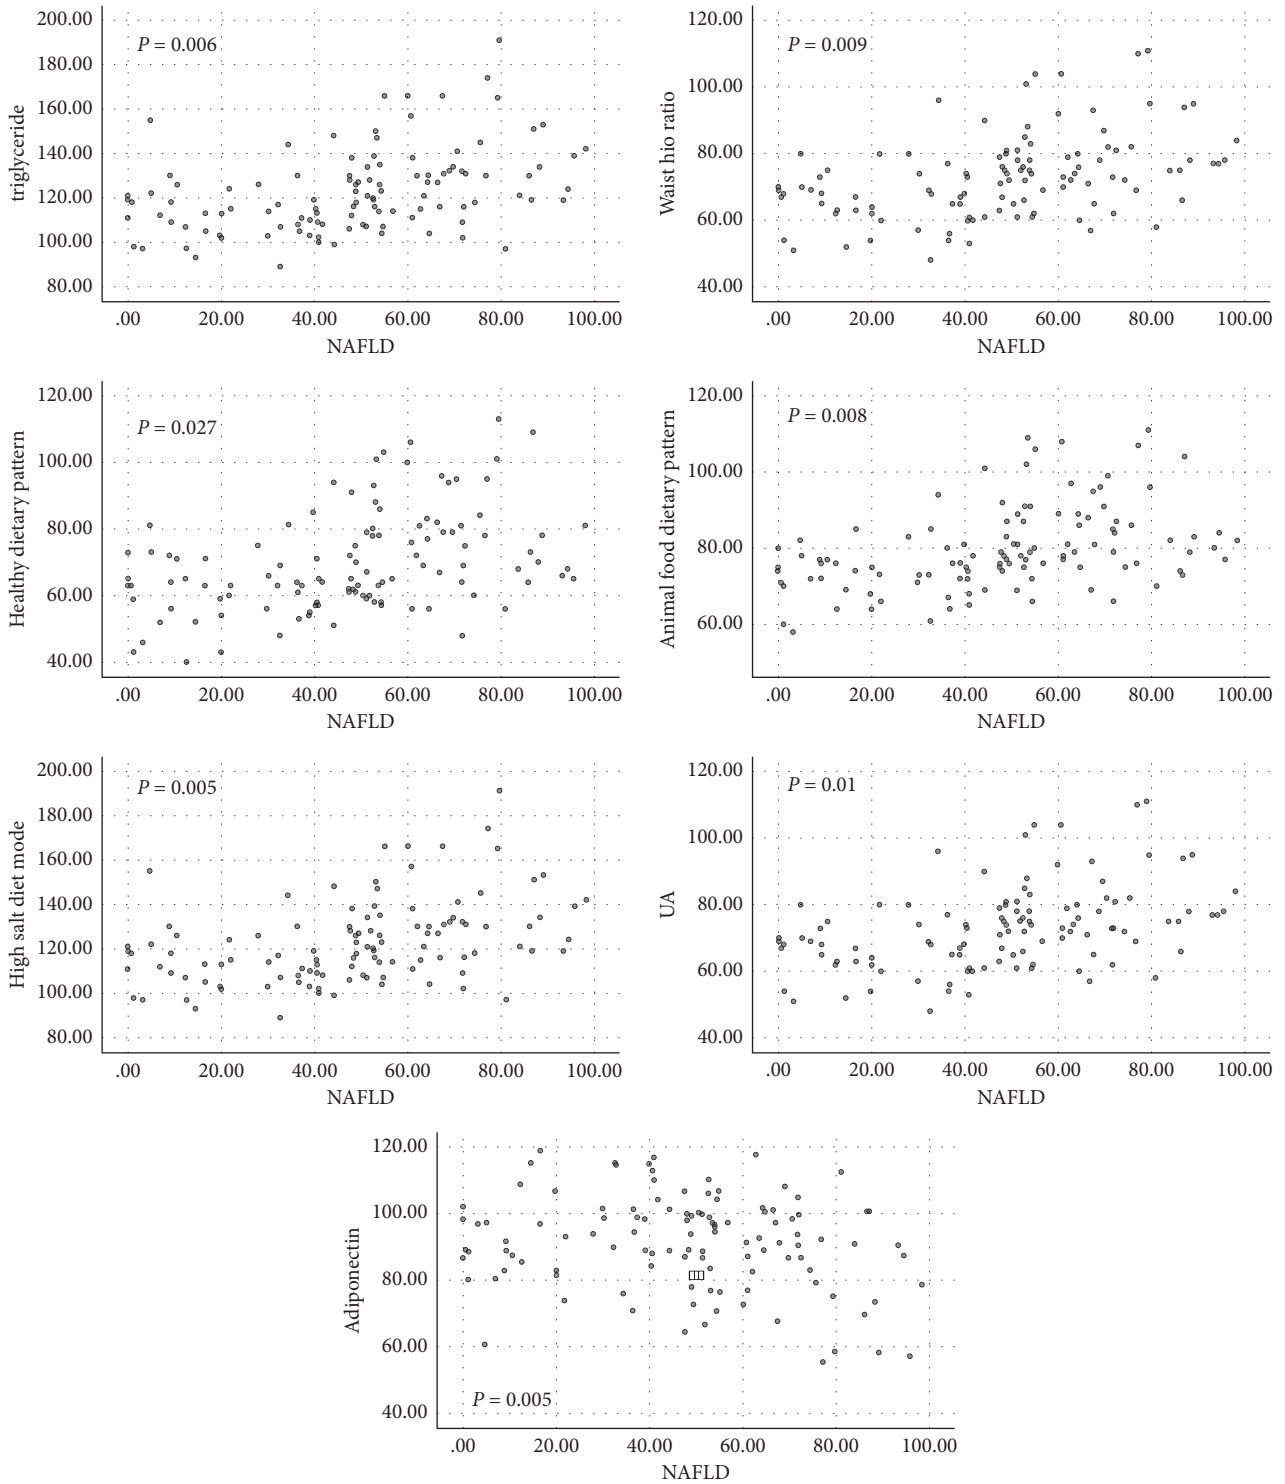 triglyceride
200.00
180.00
160.00
140.00
120.00
100.00
80.00
P = 0.006
.00 20.00 40.00 60.00 80.00 100.00
NAFLD
Waist hio ratio
120.00
100.00
80.00
60.00
40.00
P = 0.009
.00 20.00 40.00 60.00 80.00 100.00
NAFLD
Healthy dietary pattern
120.00
100.00
80.00
60.00
40.00
P = 0.027
.00 20.00 40.00 60.00 80.00 100.00
NAFLD
Animal food dietary pattern
120.00
100.00
80.00
60.00
P = 0.008
.00 20.00 40.00 60.00 80.00 100.00
NAFLD
High salt diet mode
200.00
180.00
160.00
140.00
120.00
100.00
80.00
P = 0.005
.00 20.00 40.00 60.00 80.00 100.00
NAFLD
UA
120.00
100.00
80.00
60.00
40.00
P = 0.01
.00 20.00 40.00 60.00 80.00 100.00
NAFLD
Adiponectin
120.00
100.00
80.00
60.00
40.00
P = 0.005
.00 20.00 40.00 60.00 80.00 100.00
NAFLD